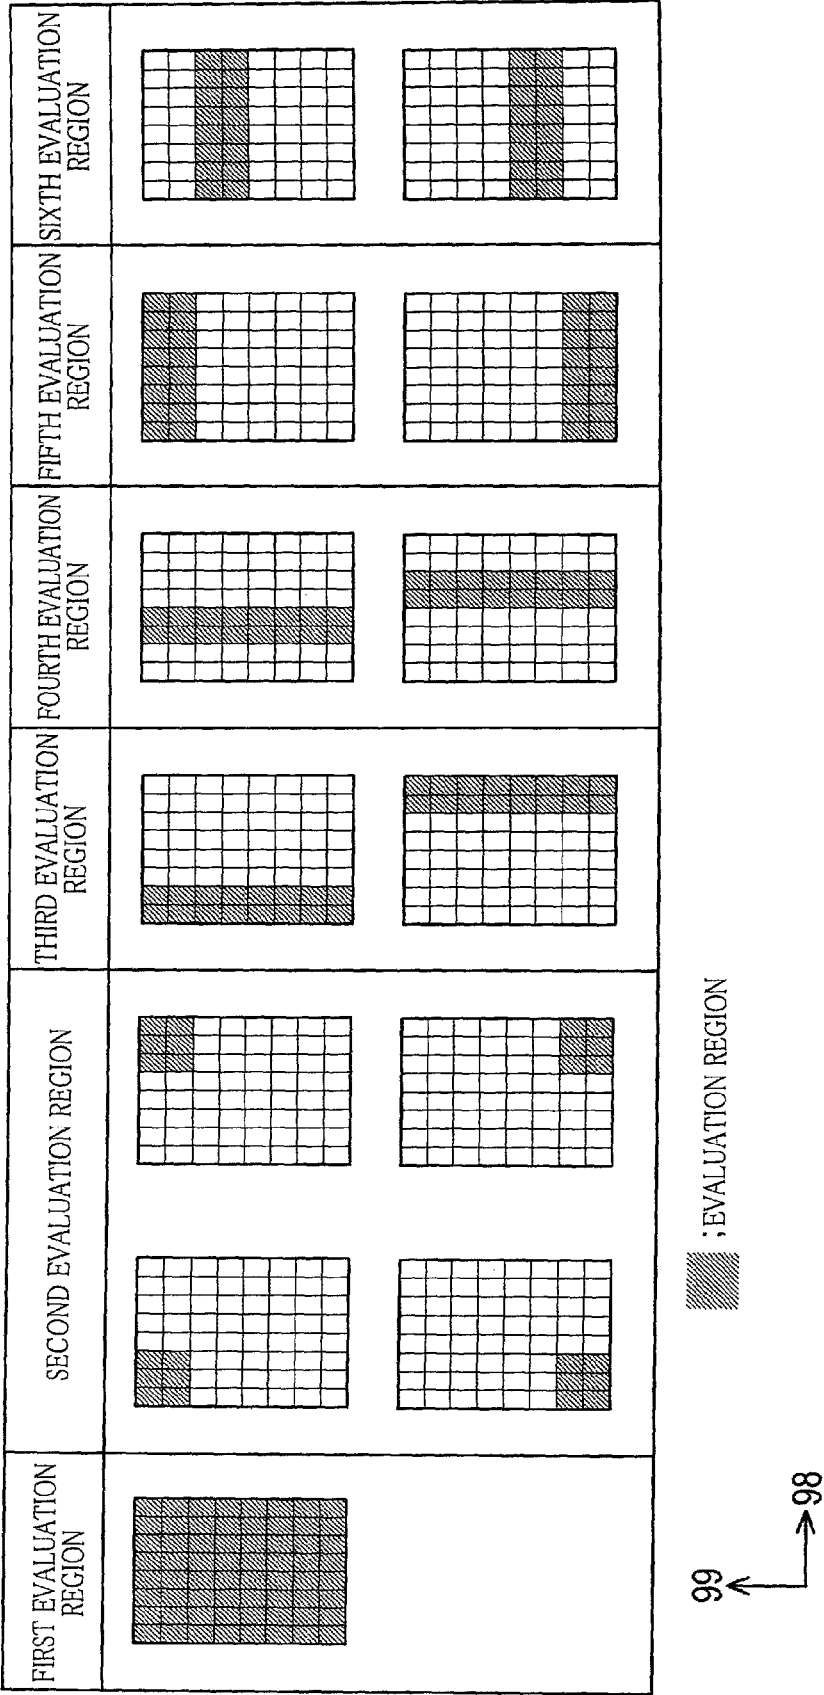 FIRST EVALUATION
REGION
SECOND EVALUATION REGION
THIRD EVALUATION
REGION
FOURTH EVALUATION
REGION
FIFTH EVALUATION
REGION
SIXTH EVALUATION
REGION
; EVALUATION REGION
99
98